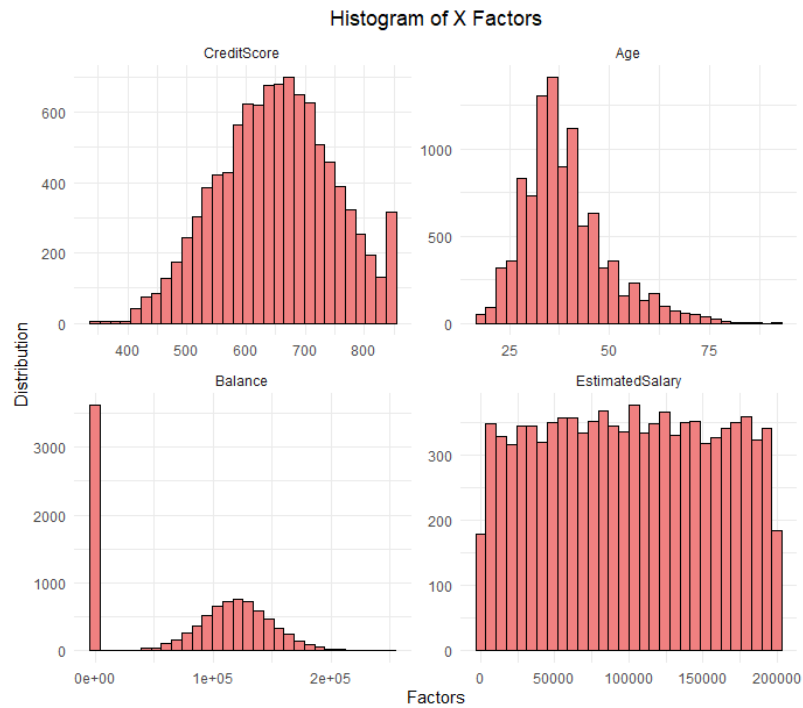 Histogram of X Factors
CreditScore
Age
600
400
200
0
400 500 600 700 800
1000
500
0
25 50 75
Distribution
Balance
EstimatedSalary
3000
2000
1000
0
0e+00 1e+05 2e+05
300
200
100
0
0 50000 100000 150000 200000
Factors